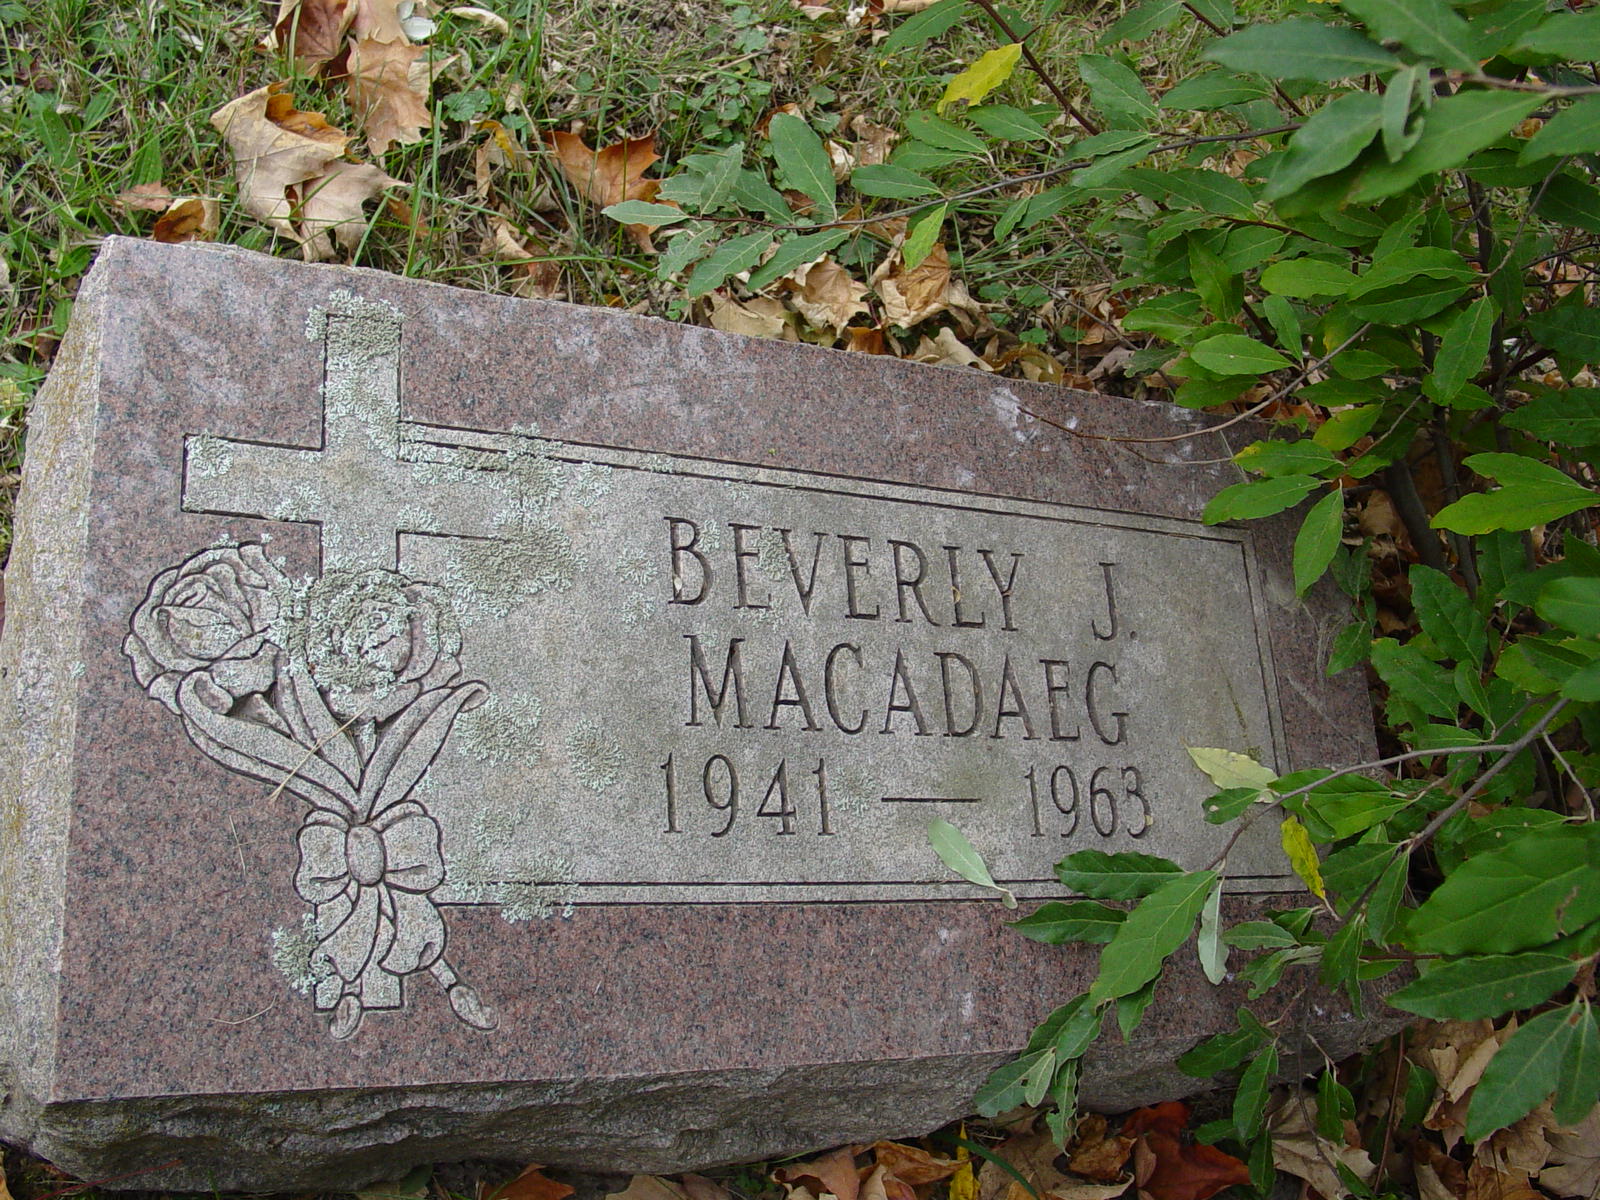 BEVERLY J.
MACADAEG
1941 — 1963